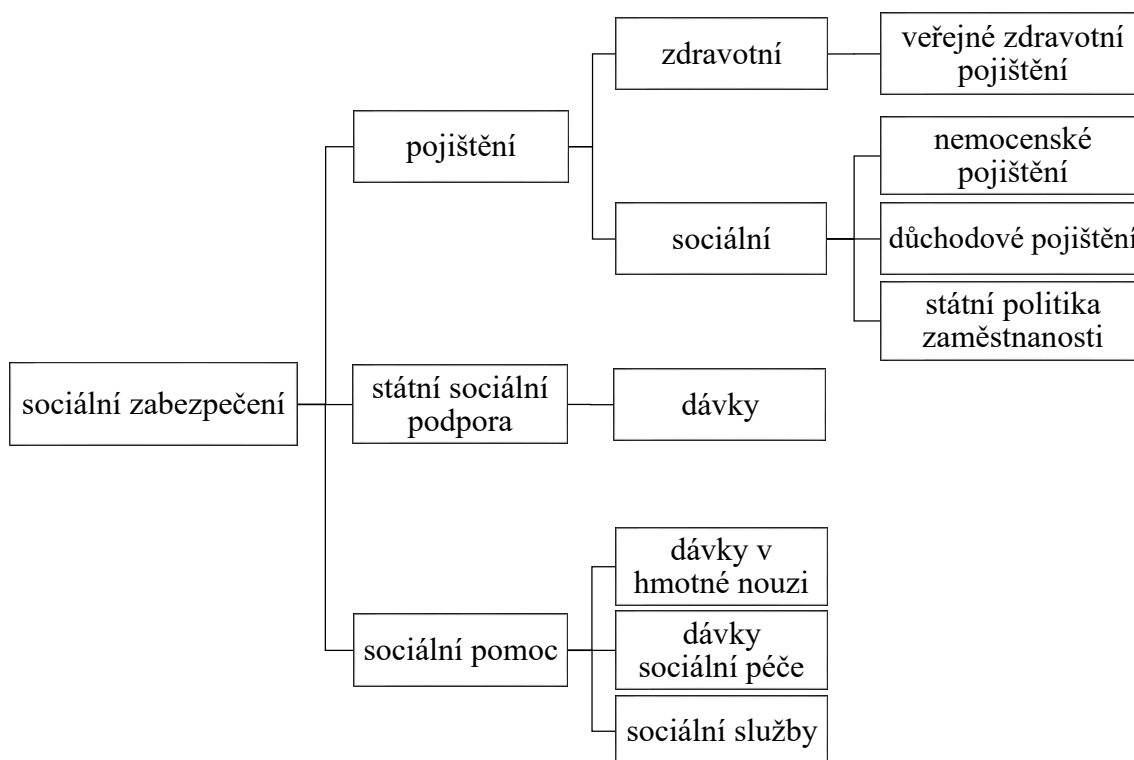 zdravotní
veřejné zdravotní
pojištění
pojištění
nemocenské
pojištění
sociální
důchodové pojištění
státní politika
zaměstnanosti
sociální zabezpečení
státní sociální
podpora
dávky
dávky v
hmotné nouzi
sociální pomoc
dávky
sociální péče
sociální služby